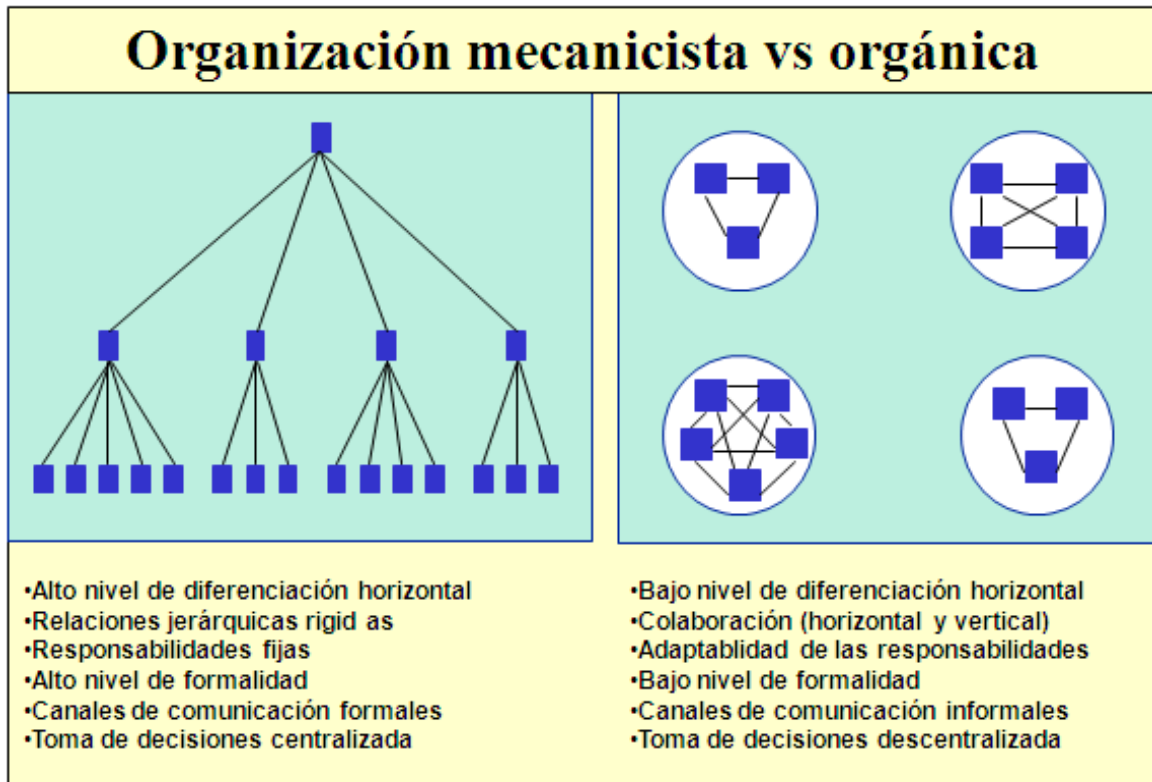 Organización mecanicista vs orgánica
•Alto nivel de diferenciación horizontal
•Relaciones jerárquicas rigid as
•Responsabilidades fijas
•Alto nivel de formalidad
•Canales de comunicación formales
•Toma de decisiones centralizada
•Bajo nivel de diferenciación horizontal
•Colaboración (horizontal y vertical)
•Adaptablidad de las responsabilidades
•Bajo nivel de formalidad
•Canales de comunicación informales
•Toma de decisiones descentralizada